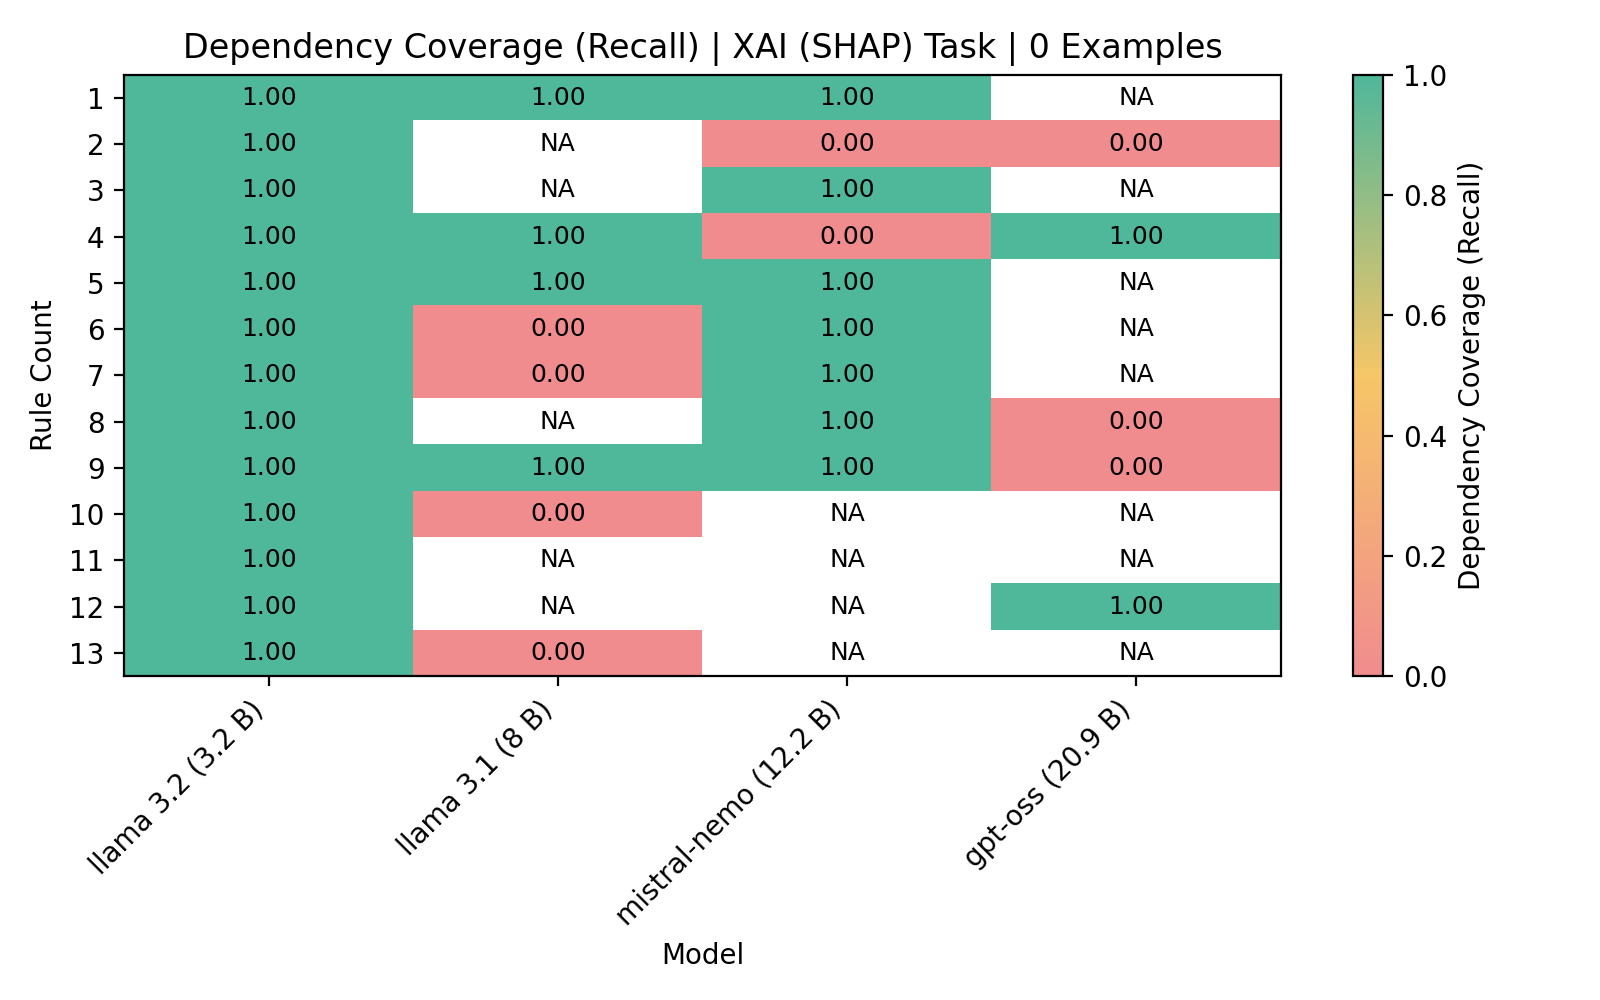 Dependency Coverage (Recall) | XAI (SHAP) Task | 0 Examples
1 1.00 1.00 1.00 NA
2 1.00 NA 0.00 0.00
3 1.00 NA 1.00 NA
4 1.00 1.00 0.00 1.00
5 1.00 1.00 1.00 NA
6 1.00 0.00 1.00 NA
7 1.00 0.00 1.00 NA
8 1.00 NA 1.00 0.00
9 1.00 1.00 1.00 0.00
10 1.00 0.00 NA NA
11 1.00 NA NA NA
12 1.00 NA NA 1.00
13 1.00 0.00 NA NA
Rule Count
llama 3.2 (3.2 B)
llama 3.1 (8 B)
mistral-nemo (12.2 B)
gpt-oss (20.9 B)
Model
1.0
0.8
0.6
0.4
0.2
0.0
Dependency Coverage (Recall)